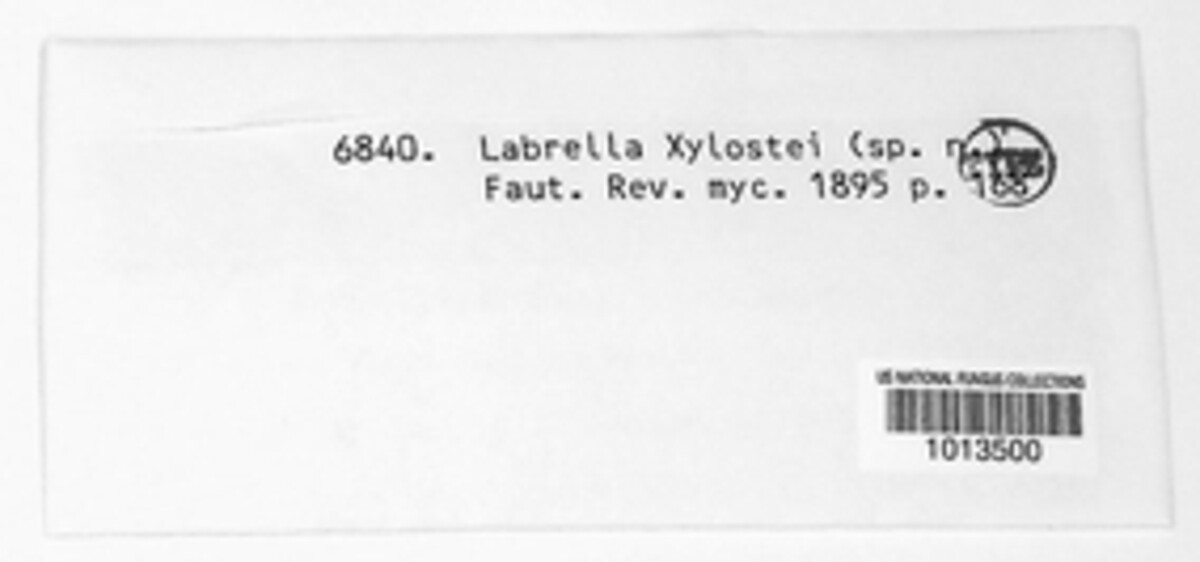 6840. Labrella Xylostei (sp. n.)
Faut. Rev. myc. 1895 p.
US NATIONAL FUNGUS COLLECTIONS
1013500